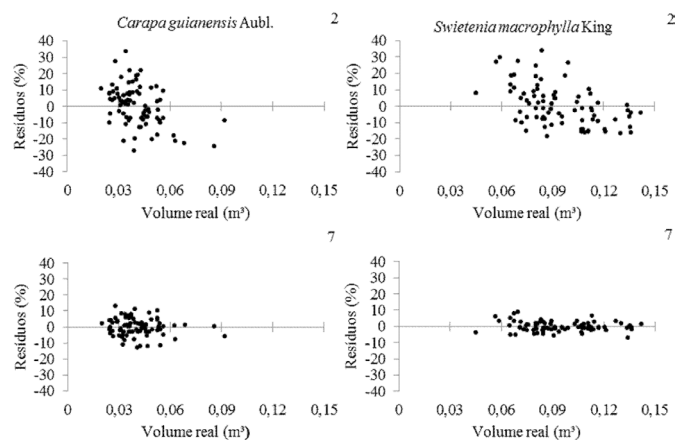 Carapa guianensis Aubl. 2
Resíduos (%)
40
30
20
10
0
-10
-20
-30
-40
0 0,03 0,06 0,09 0,12 0,15
Volume real (m³)
Swietenia macrophylla King 2
Resíduos (%)
40
30
20
10
0
-10
-20
-30
-40
0,00 0,03 0,06 0,09 0,12 0,15
Volume real (m³)
7
Resíduos (%)
40
30
20
10
0
-10
-20
-30
-40
0 0,03 0,06 0,09 0,12 0,15
Volume real (m³)
7
Resíduos (%)
40
30
20
10
0
-10
-20
-30
-40
0,00 0,03 0,06 0,09 0,12 0,15
Volume real (m³)